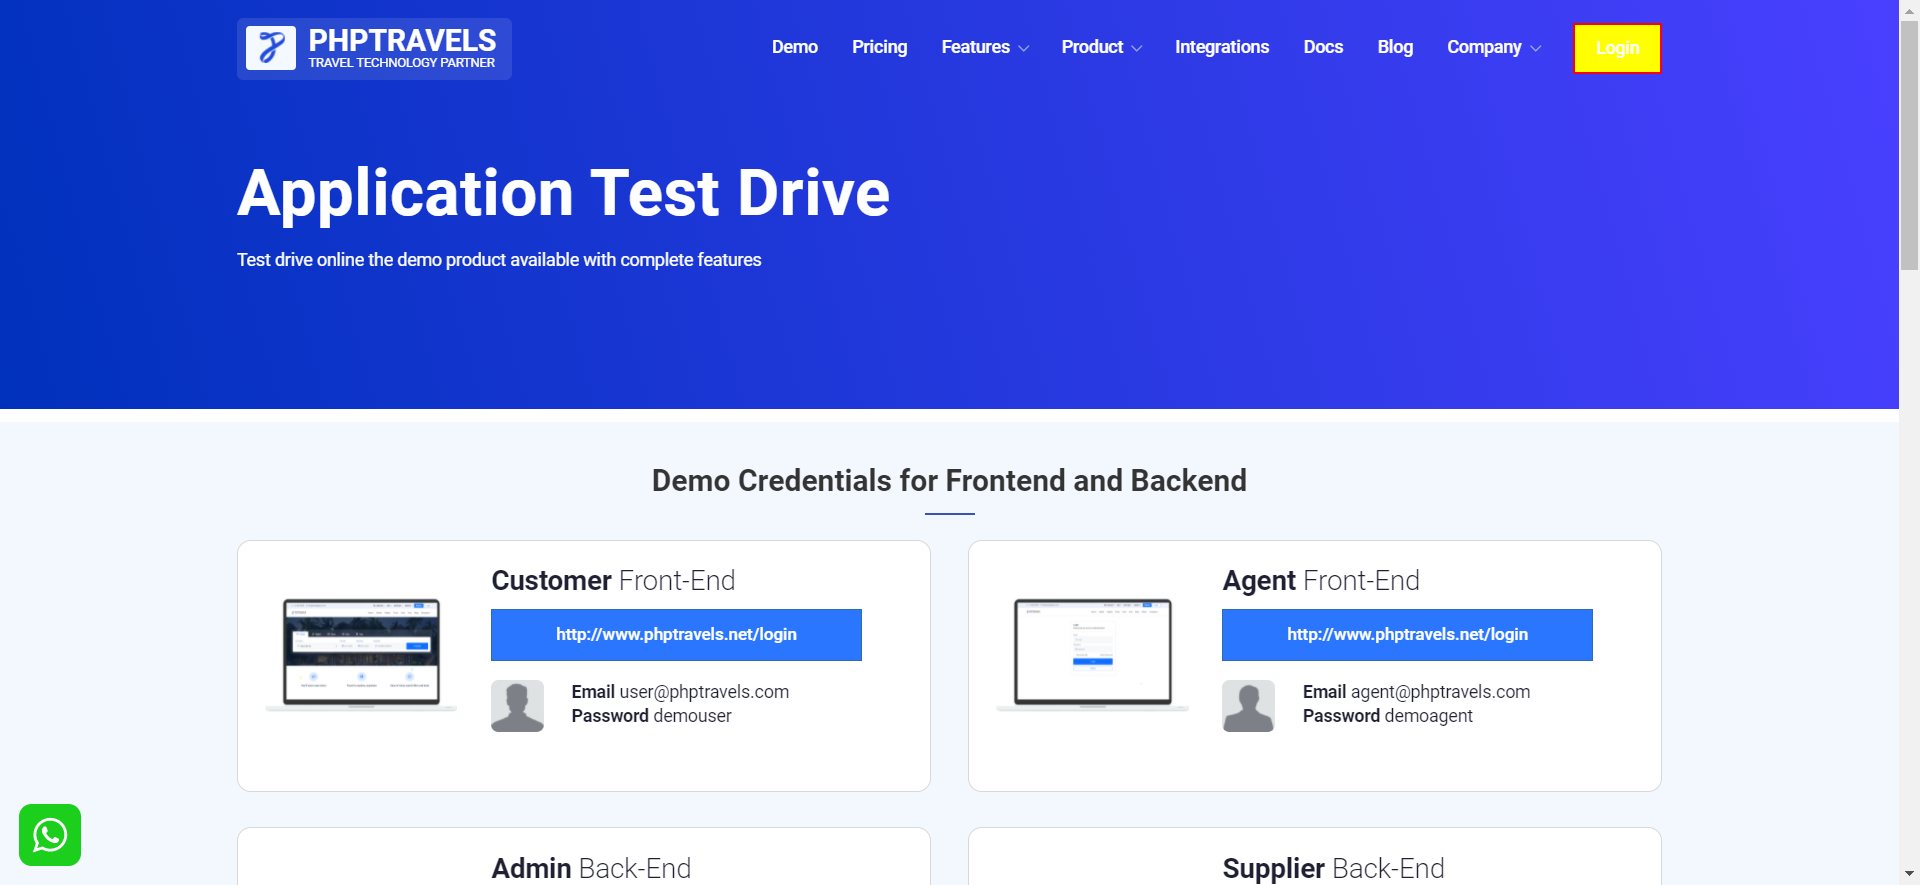 PHPTRAVELS
TRAVEL TECHNOLOGY PARTNER
Demo Pricing Features Product Integrations Docs Blog Company Login
Application Test Drive
Test drive online the demo product available with complete features
Demo Credentials for Frontend and Backend
Customer Front-End
http://www.phptravels.net/login
Email user@phptravels.com
Password demouser
Agent Front-End
http://www.phptravels.net/login
Email agent@phptravels.com
Password demoagent
Admin Back-End
Supplier Back-End